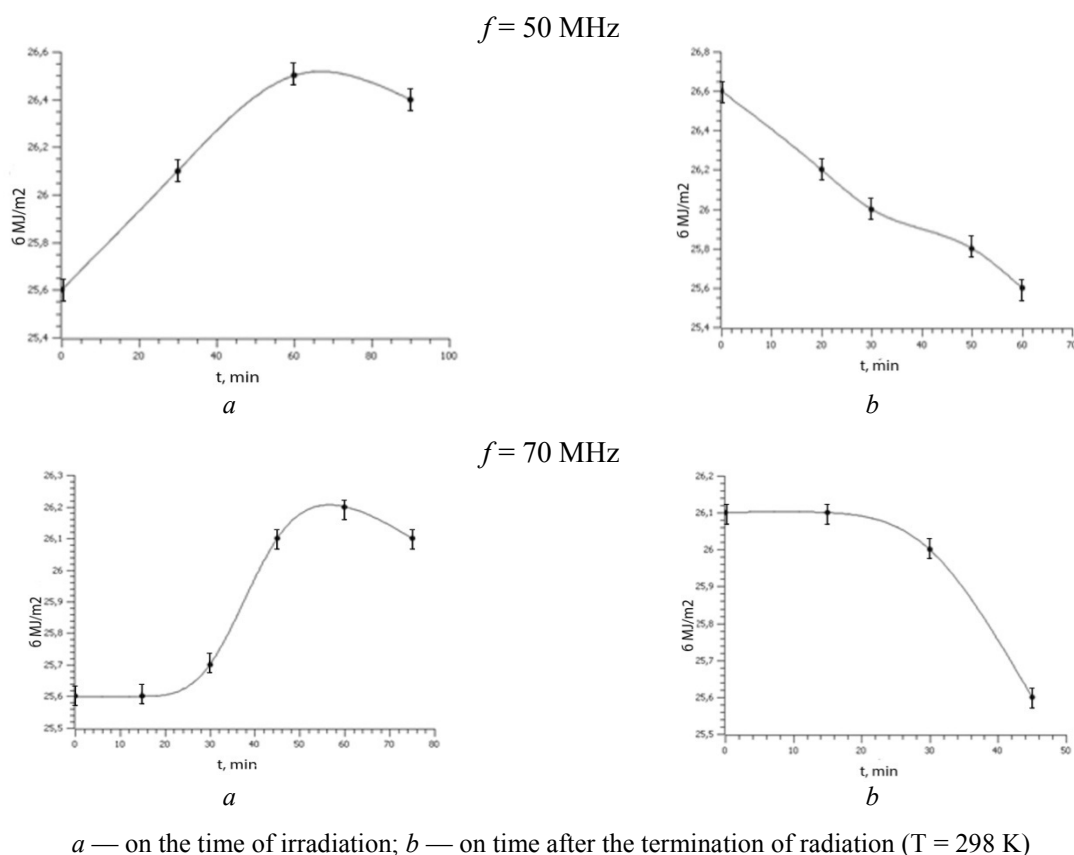 f = 50 MHz
26,6
26,4
26,2
26
25,8
25,6
25,4
б MJ/m2
0 20 40 60 80 100
t, min
a
26,8
26,6
26,4
26,2
26
25,8
25,6
25,4
б MJ/m2
0 10 20 30 40 50 60 70
t, min
b
f = 70 MHz
26,3
26,2
26,1
26
25,9
25,8
25,7
25,6
25,5
б MJ/m2
0 10 20 30 40 50 60 70 80
t, min
a
26,2
26,1
26
25,9
25,8
25,7
25,6
25,5
б MJ/m2
0 10 20 30 40 50
t, min
b
a — on the time of irradiation; b — on time after the termination of radiation (T = 298 K)